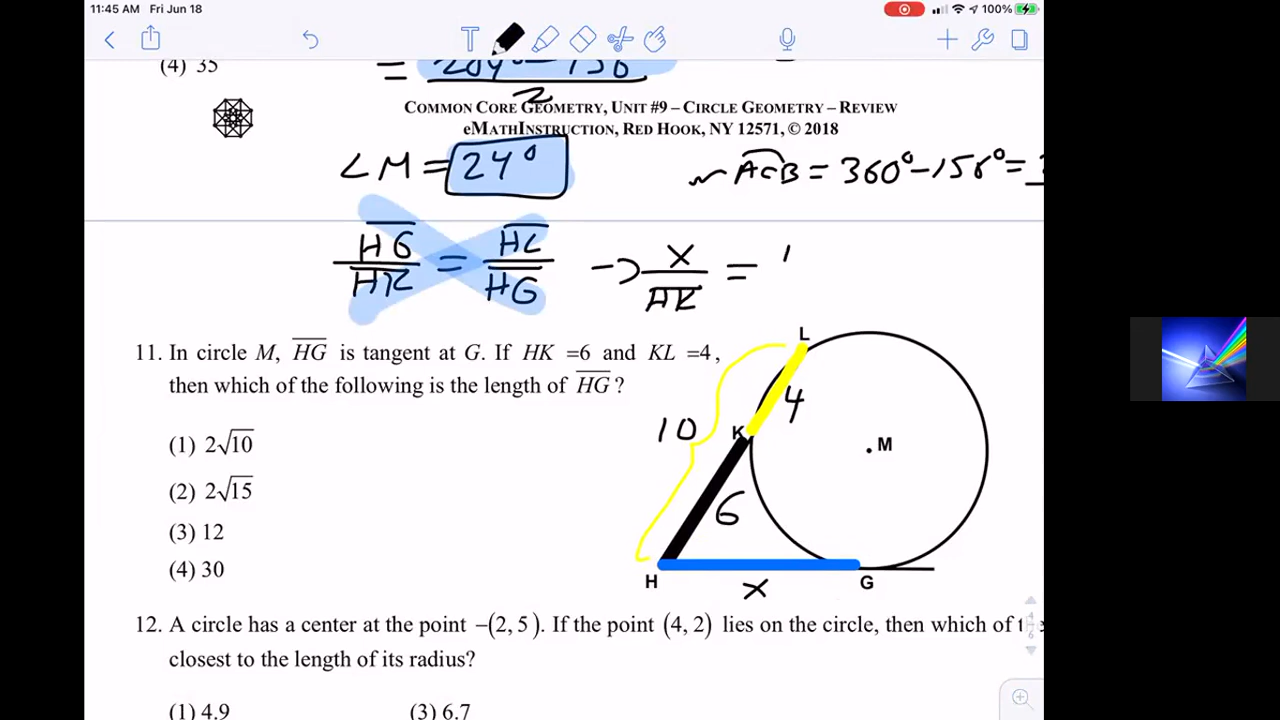 11:45 AM Fri Jun 18
100%
T
(4) 35
=
2
COMMON CORE GEOMETRY, UNIT #9 – CIRCLE GEOMETRY – REVIEW
eMATHINSTRUCTION, RED HOOK, NY 12571, © 2018
∠M = 24°
m ACB = 360° - 156° =
HG/HK = HL/HG → x/HK =
11. In circle M, HG is tangent at G. If HK =6 and KL =4,
then which of the following is the length of HG ?
(1) 2√10
(2) 2√15
(3) 12
(4) 30
L
4
10
K
M
6
H
x
G
12. A circle has a center at the point −(2, 5). If the point (4, 2) lies on the circle, then which of
closest to the length of its radius?
(1) 4.9 (3) 6.7